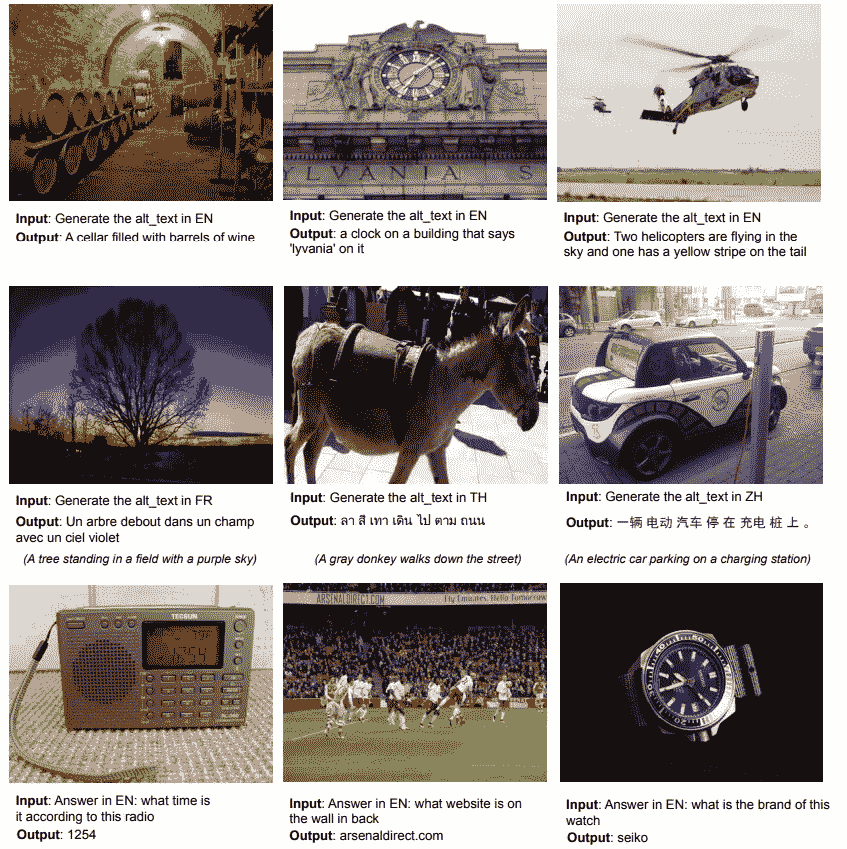 YLVANIA S
Input: Generate the alt_text in EN
Output: A cellar filled with barrels of wine
Input: Generate the alt_text in EN
Output: a clock on a building that says
'lyvania' on it
Input: Generate the alt_text in EN
Output: Two helicopters are flying in the
sky and one has a yellow stripe on the tail
Input: Generate the alt_text in FR
Output: Un arbre debout dans un champ
avec un ciel violet
(A tree standing in a field with a purple sky)
Input: Generate the alt_text in TH
Output: ลา สี เทา เดิน ไป ตาม ถนน
(A gray donkey walks down the street)
Input: Generate the alt_text in ZH
Output: 一辆 电动 汽车 停 在 充电 桩 上 。
(An electric car parking on a charging station)
TECSUN
ARSENALDIRECT.COM
Fly Emirates. Hello Tomorrow
Input: Answer in EN: what time is
it according to this radio
Output: 1254
Input: Answer in EN: what website is on
the wall in back
Output: arsenaldirect.com
Input: Answer in EN: what is the brand of this
watch
Output: seiko